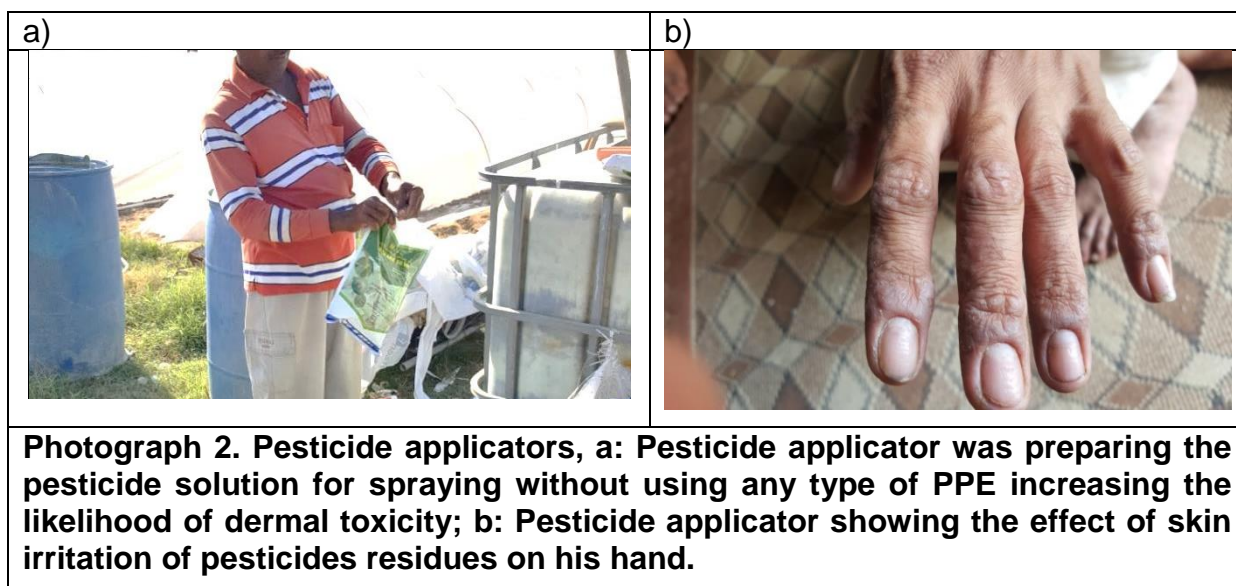 a)
b)
Photograph 2. Pesticide applicators, a: Pesticide applicator was preparing the
pesticide solution for spraying without using any type of PPE increasing the
likelihood of dermal toxicity; b: Pesticide applicator showing the effect of skin
irritation of pesticides residues on his hand.